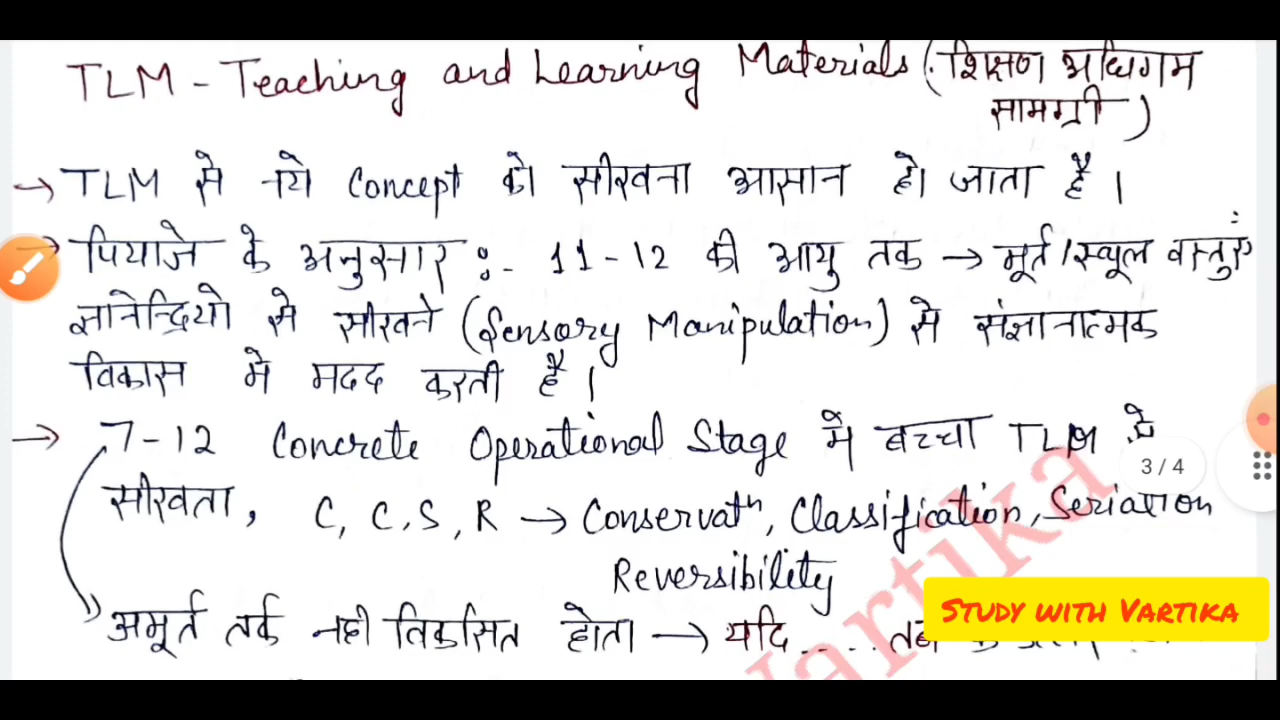 TLM - Teaching and Learning Materials (शिक्षण अधिगम
सामग्री)
→ TLM से नये Concept को सीखना आसान हो जाता है।
→ पियाजे के अनुसार :- 11-12 की आयु तक → मूर्त/स्थूल वस्तुएं
ज्ञानेन्द्रियो से सीखने (Sensory Manipulation) से संज्ञानात्मक
विकास मे मदद करती है।
→ 7-12 Concrete Operational Stage में बच्चा TLM से
3/4
सीखता, C, C, S, R → Conservatⁿ, Classification, Seriation
Reversibility
अमूर्त तर्क नही विकसित होता → यदि ..... तब
STUDY WITH VARTIKA
Vartika